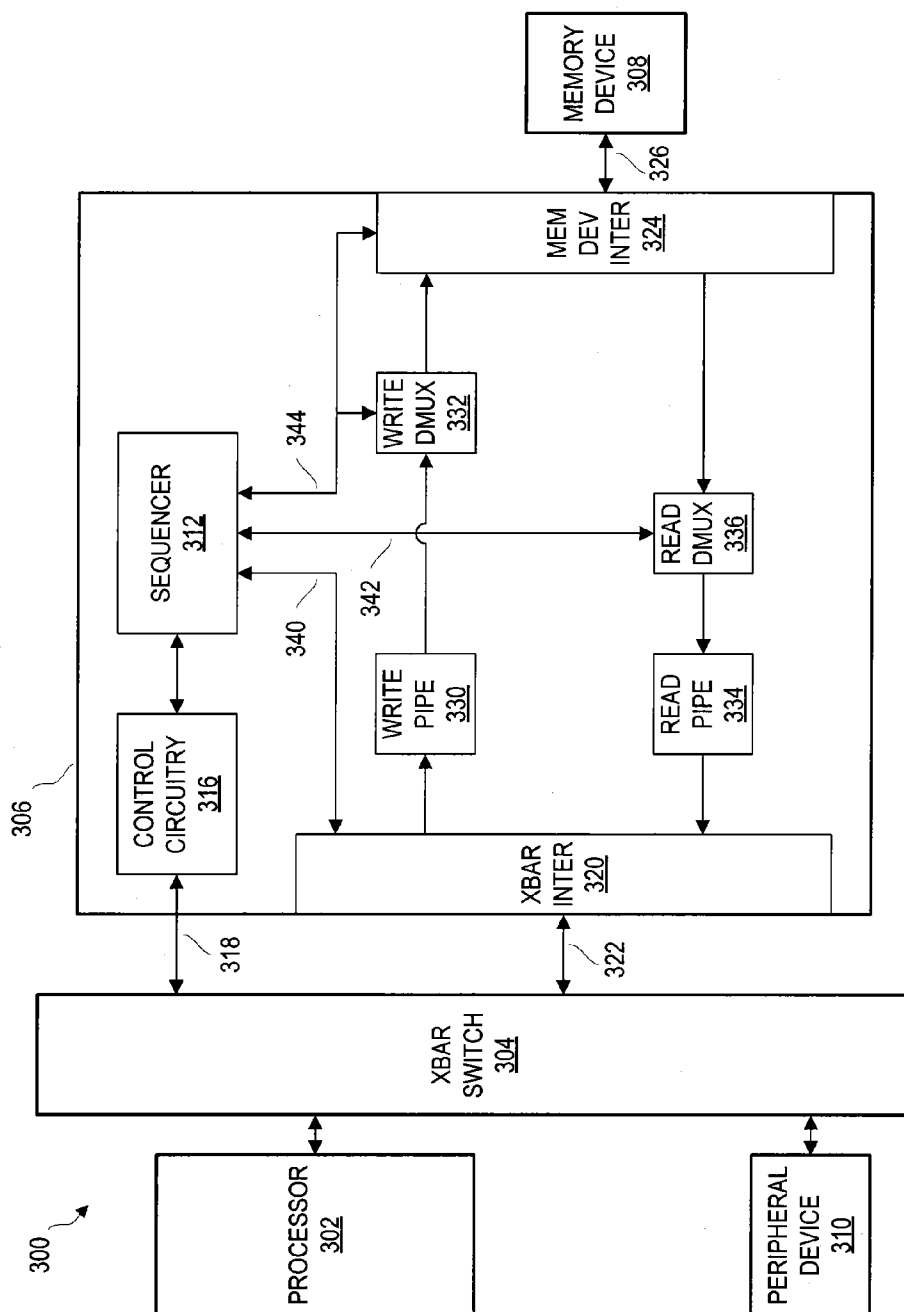 300
PROCESSOR
302
PERIPHERAL
DEVICE
310
XBAR
SWITCH
304
318
322
306
CONTROL
CIRCUITRY
316
SEQUENCER
312
340
342
344
XBAR
INTER
320
WRITE
PIPE
330
WRITE
DMUX
332
READ
PIPE
334
READ
DMUX
336
MEM
DEV
INTER
324
326
MEMORY
DEVICE
308